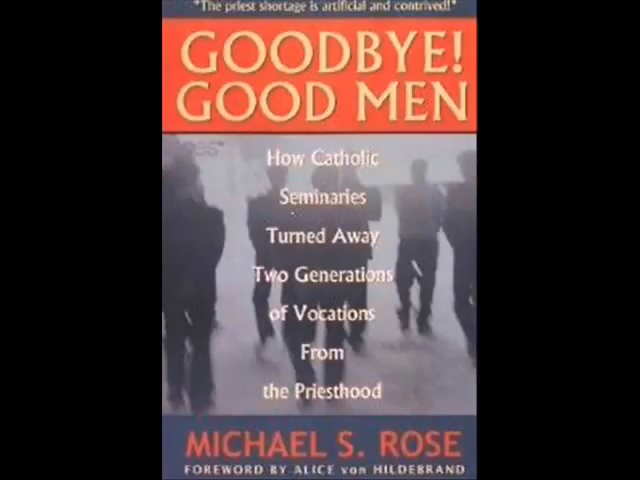 "The priest shortage is artificial and contrived!"
GOODBYE!
GOOD MEN
How Catholic
Seminaries
Turned Away
Two Generations
of Vocations
From
the Priesthood
MICHAEL S. ROSE
FOREWORD BY ALICE von HILDEBRAND